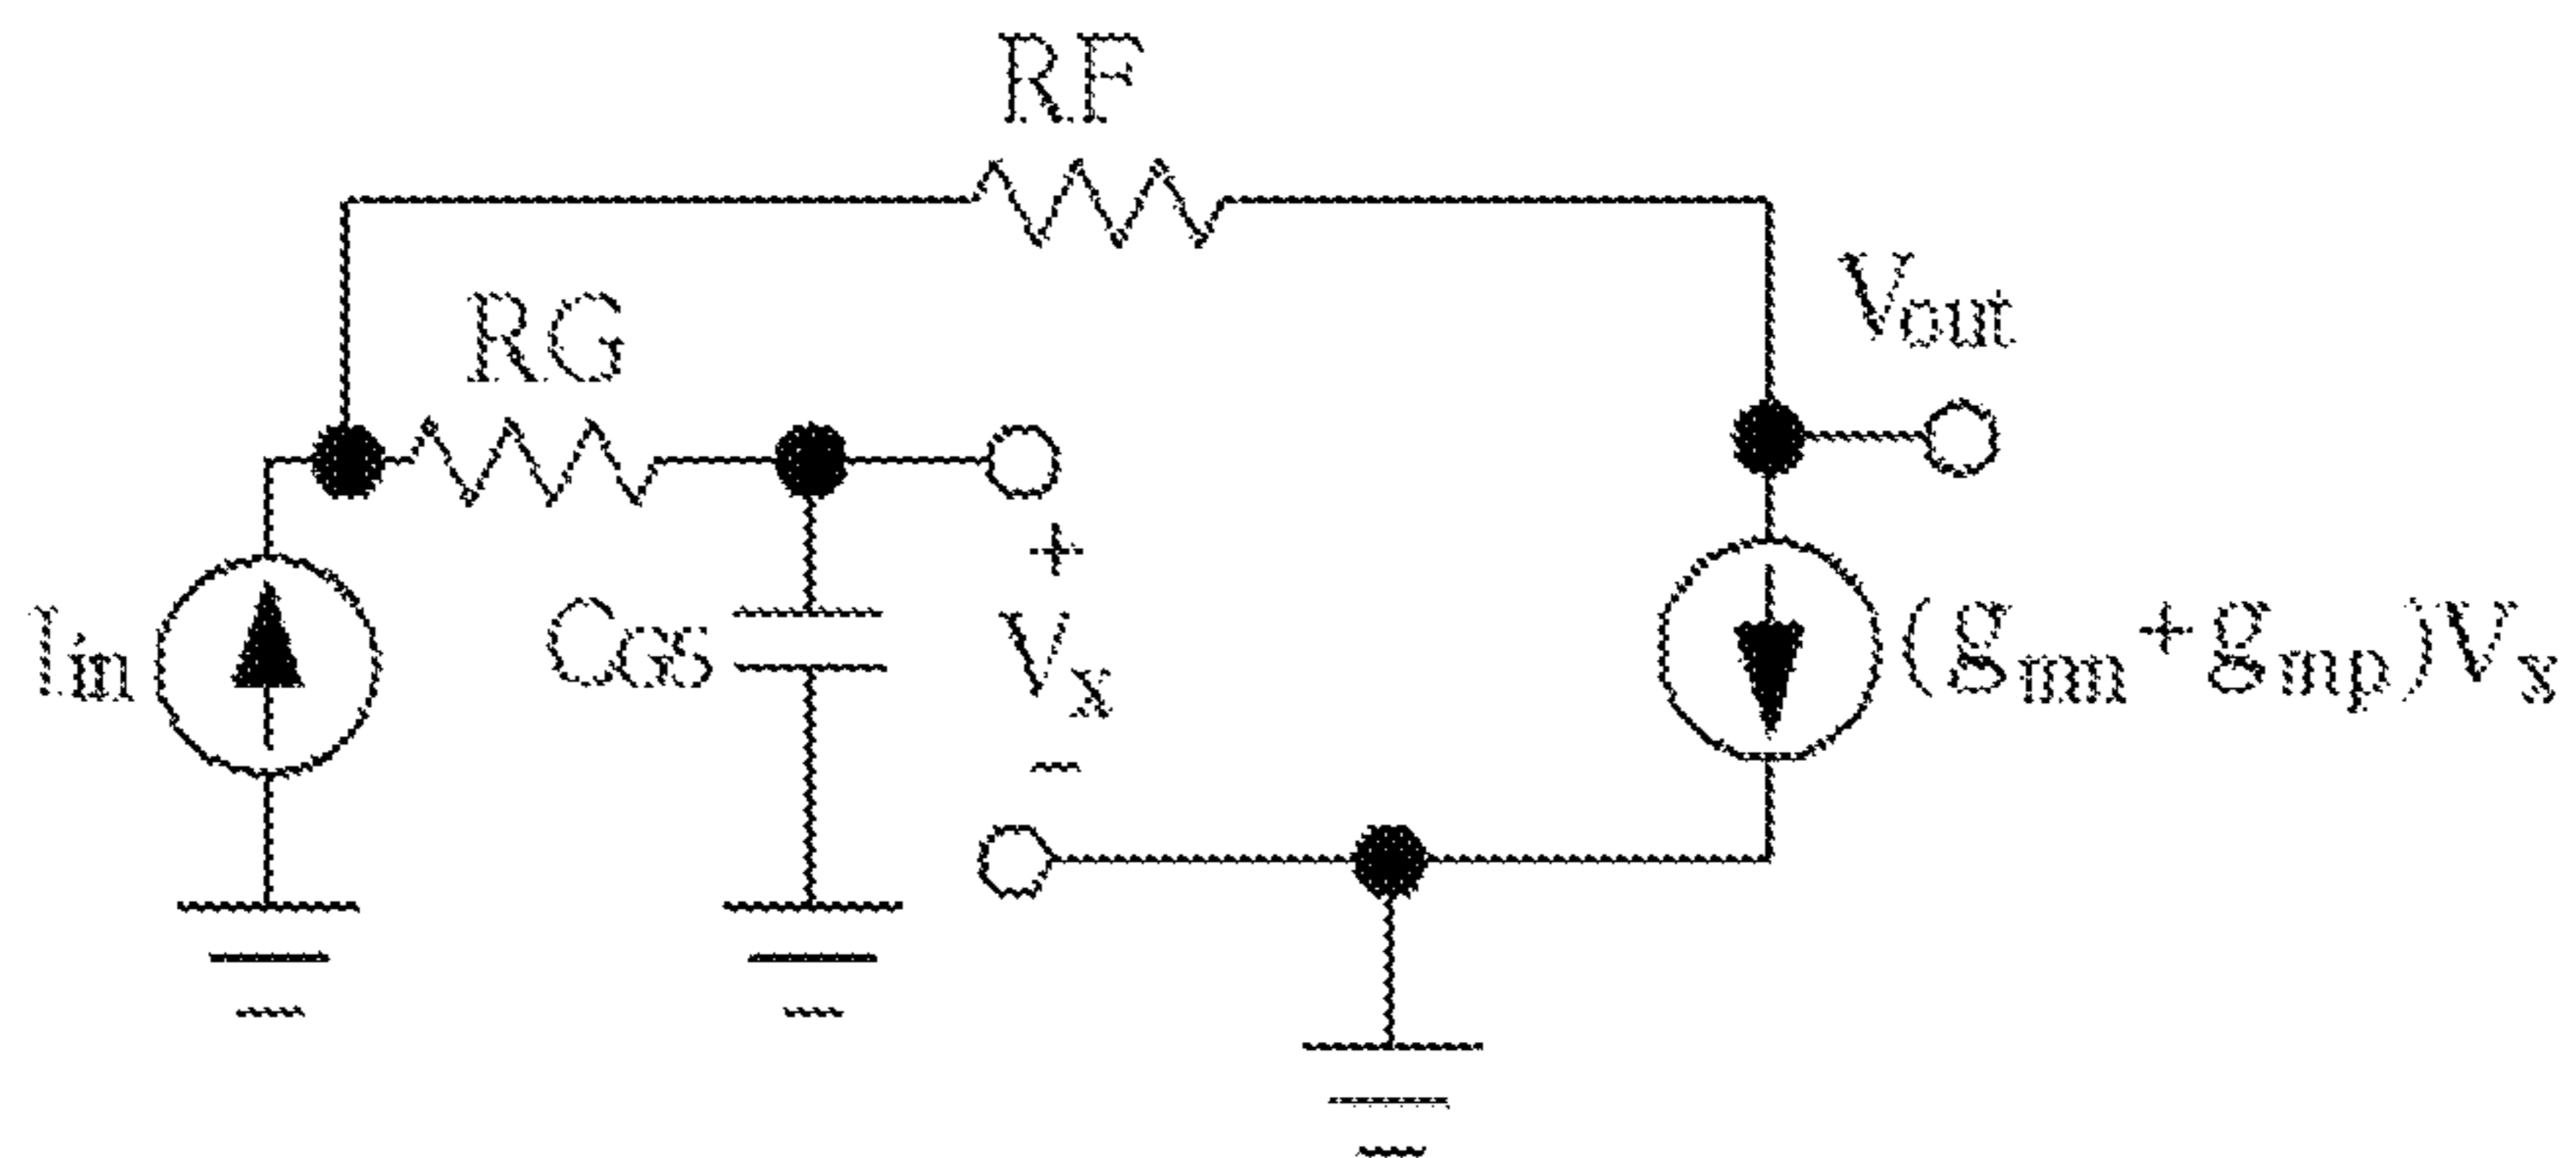 RF
Vout
RG
Iin
CGS
+
Vx
−
(gmn+gmp)Vx